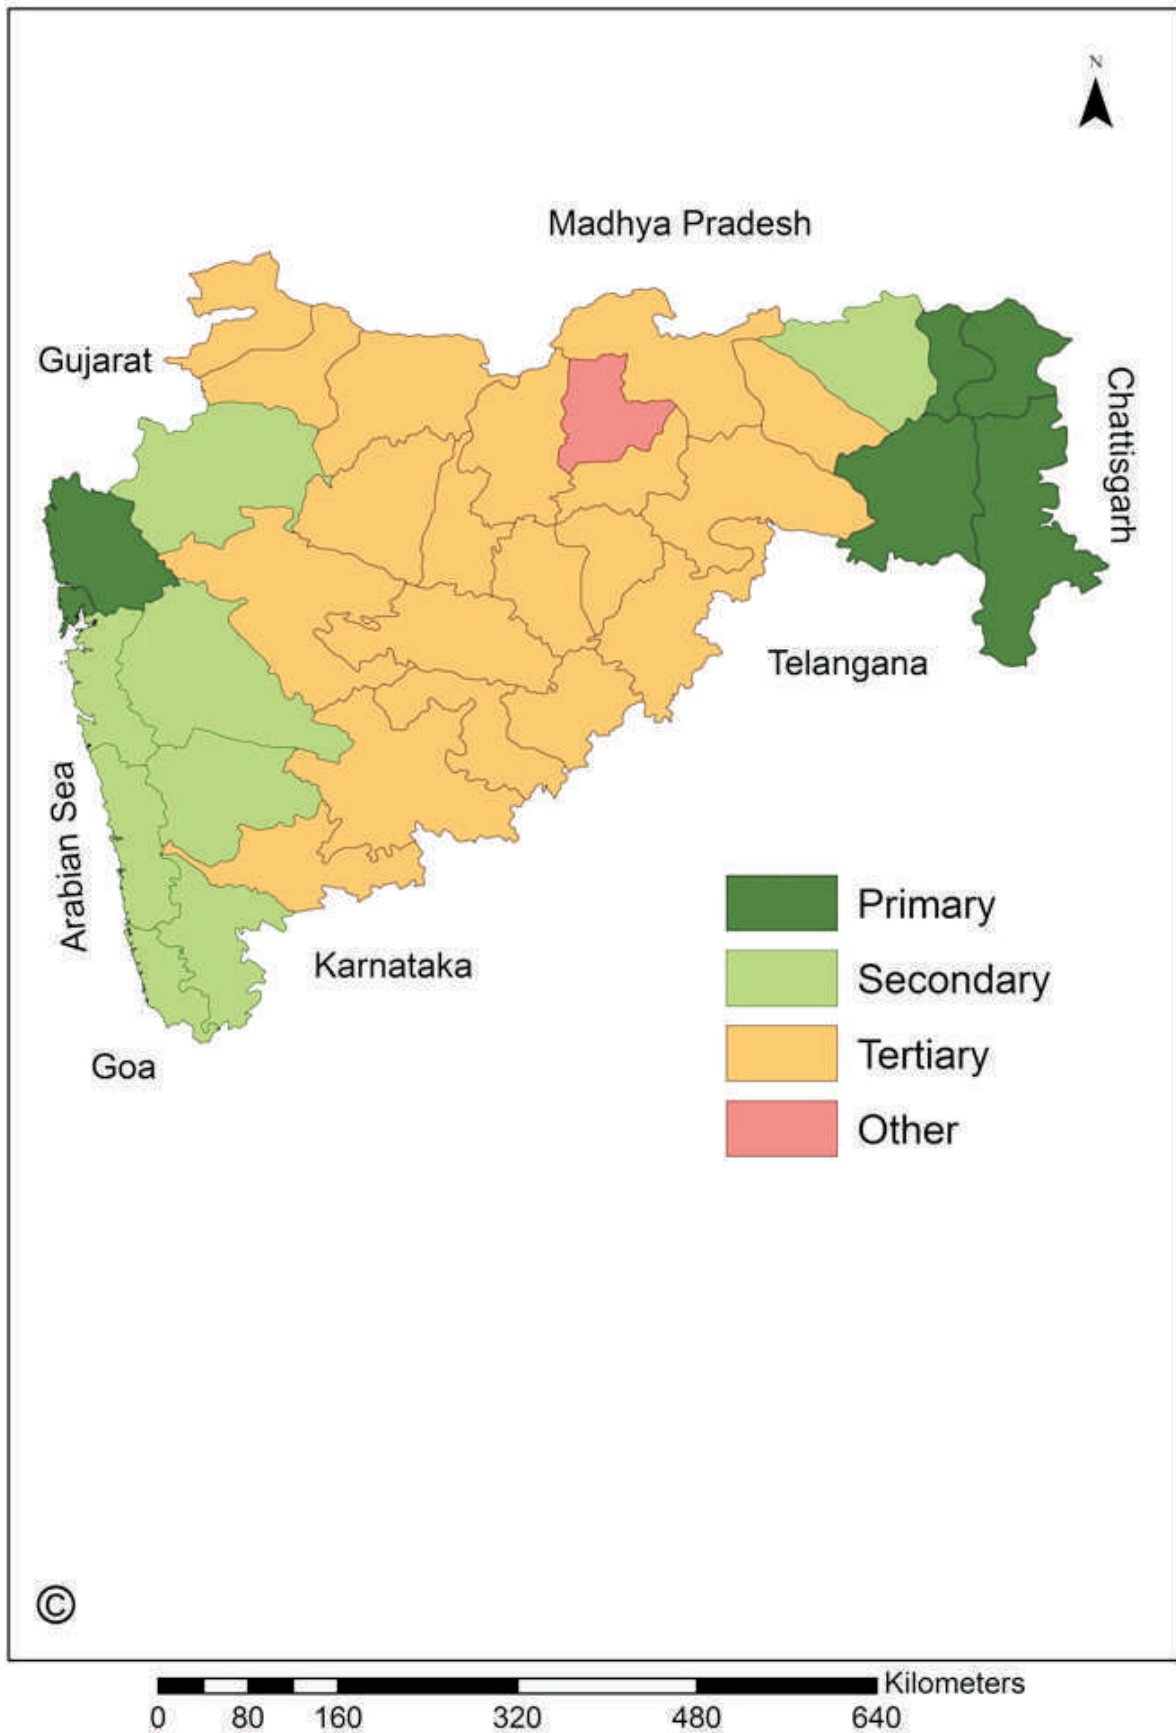 N
Madhya Pradesh
Gujarat
Chattisgarh
Telangana
Arabian Sea
Karnataka
Goa
Primary
Secondary
Tertiary
Other
©
Kilometers
0 80 160 320 480 640